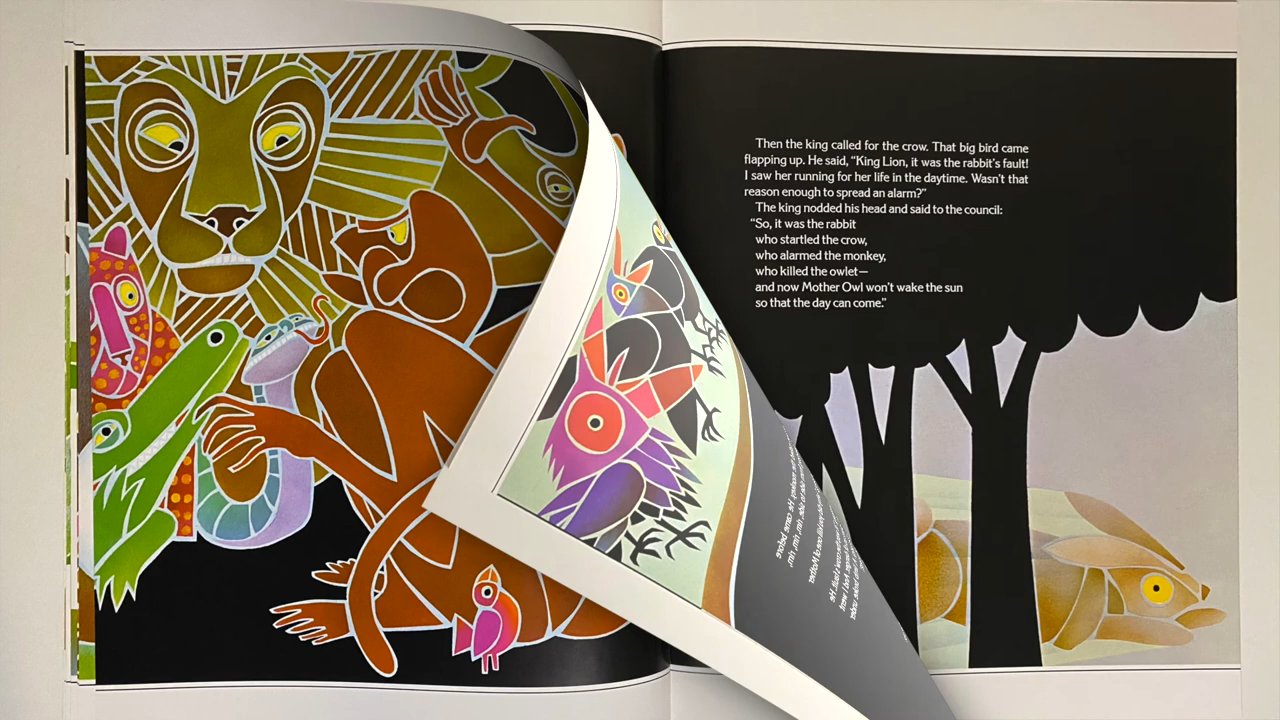 Then the king called for the crow. That big bird came
flapping up. He said, “King Lion, it was the rabbit’s fault!
I saw her running for her life in the daytime. Wasn’t that
reason enough to spread an alarm?”
The king nodded his head and said to the council:
“So, it was the rabbit
who startled the crow,
who alarmed the monkey,
who killed the owlet—
and now Mother Owl won’t wake the sun
so that the day can come.”